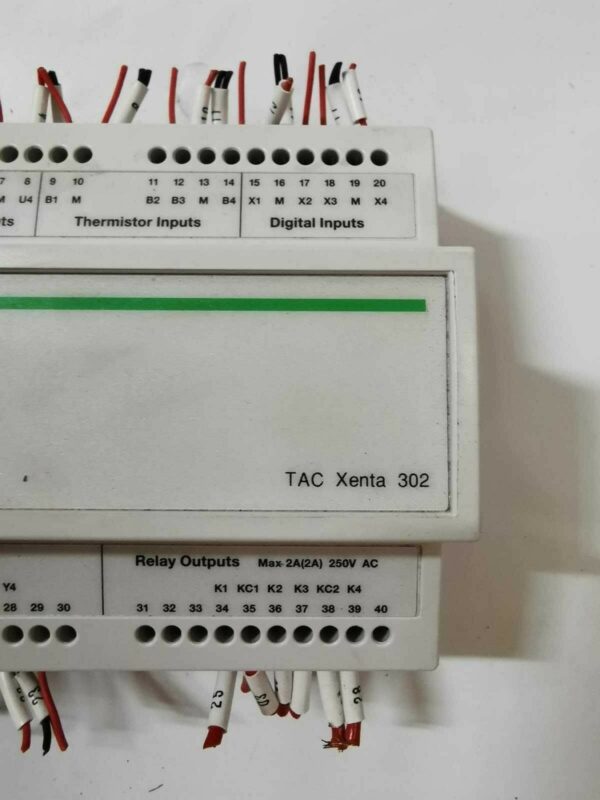 7 8 9 10 11 12 13 14 15 16 17 18 19 20
M U4 B1 M B2 B3 M B4 X1 M X2 X3 M X4
uts Thermistor Inputs Digital Inputs
TAC Xenta 302
Relay Outputs Max 2A(2A) 250V AC
Y4 K1 KC1 K2 K3 KC2 K4
28 29 30 31 32 33 34 35 36 37 38 39 40
25
28